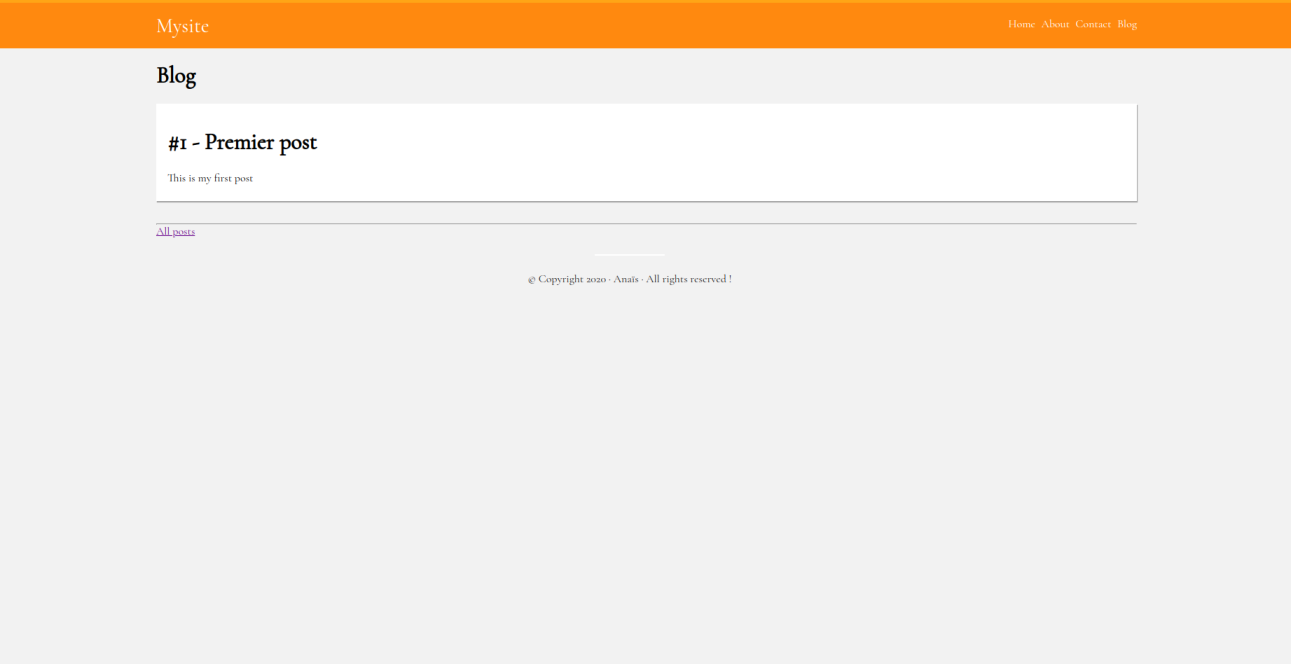 Mysite
Home About Contact Blog
Blog
#1 - Premier post
This is my first post
All posts
© Copyright 2020 · Anaïs · All rights reserved !